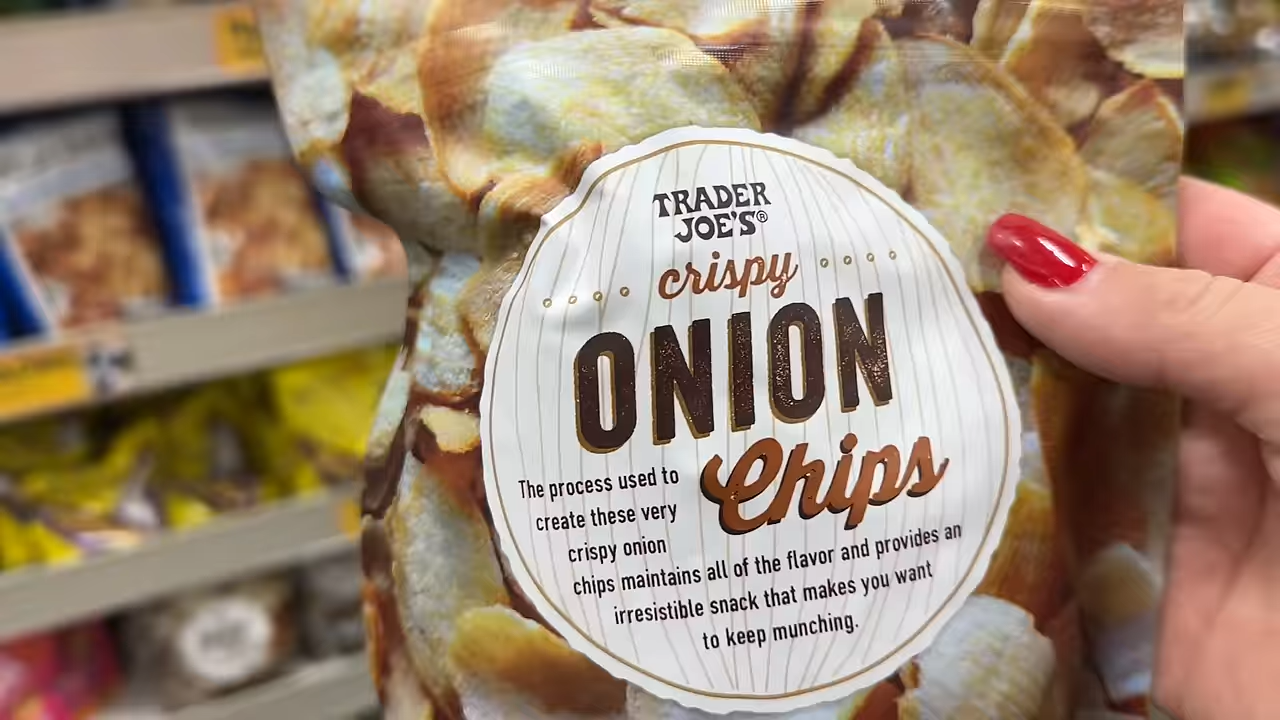 TRADER
JOE'S®
crispy
ONION
Chips
The process used to
create these very
crispy onion
chips maintains all of the flavor and provides an
irresistible snack that makes you want
to keep munching.